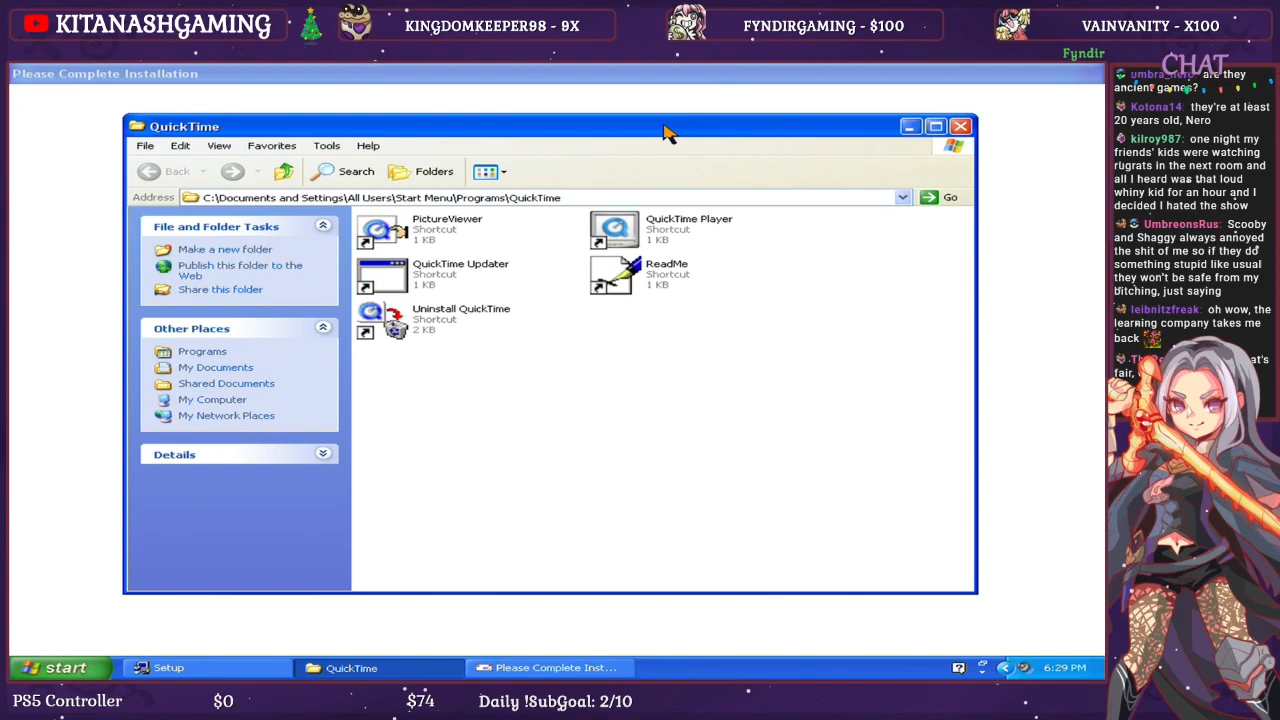 KITANASHGAMING
KINGDOMKEEPER98 - 9X
FYNDIRGAMING - $100
VAINVANITY - X100
Fyndir
Please Complete Installation
QuickTime
File Edit View Favorites Tools Help
Back Search Folders
Address C:\Documents and Settings\All Users\Start Menu\Programs\QuickTime Go
File and Folder Tasks
Make a new folder
Publish this folder to the
Web
Share this folder
Other Places
Programs
My Documents
Shared Documents
My Computer
My Network Places
Details
PictureViewer
Shortcut
1 KB
QuickTime Player
Shortcut
1 KB
QuickTime Updater
Shortcut
1 KB
ReadMe
Shortcut
1 KB
Uninstall QuickTime
Shortcut
2 KB
CHAT
umbra_nero: are they
ancient games?
Kotona14: they're at least
20 years old, Nero
kilroy987: one night my
friends' kids were watching
rugrats in the next room and
all I heard was that loud
whiny kid for an hour and I
decided I hated the show
UmbreonsRus: Scooby
and Shaggy always annoyed
the shit of me so if they do
something stupid like usual
they won't be safe from my
bitching, just saying
leibnitzfreak: oh wow, the
learning company takes me
back
fair,
start Setup QuickTime Please Complete Inst... 6:29 PM
PS5 Controller $0 $74 Daily !SubGoal: 2/10